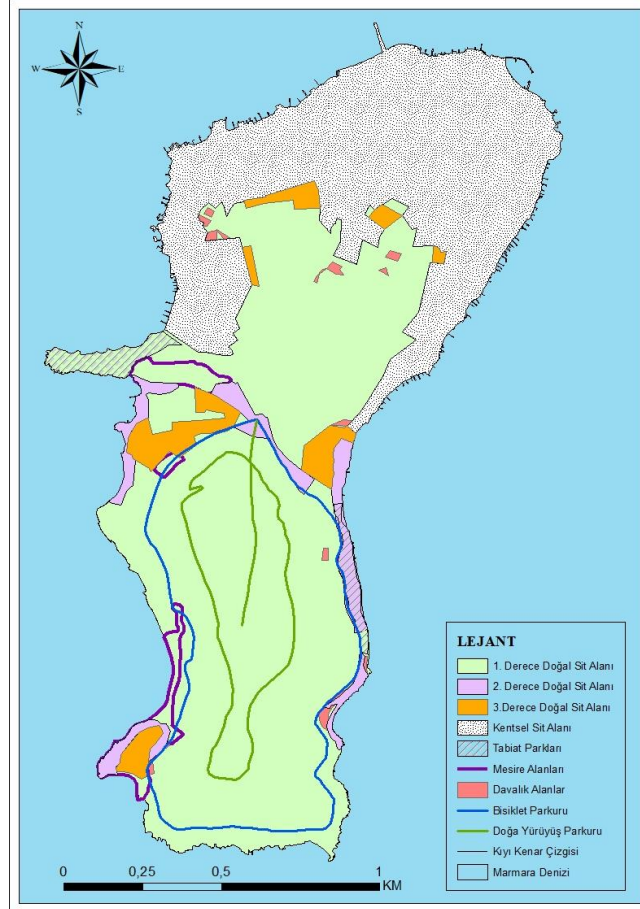 N
W E
S
LEJANT
1. Derece Doğal Sit Alanı
2. Derece Doğal Sit Alanı
3.Derece Doğal Sit Alanı
Kentsel Sit Alanı
Tabiat Parkları
Mesire Alanları
Davalık Alanlar
Bisiklet Parkuru
Doğa Yürüyüş Parkuru
Kıyı Kenar Çizgisi
Marmara Denizi
0 0,25 0,5 1
KM